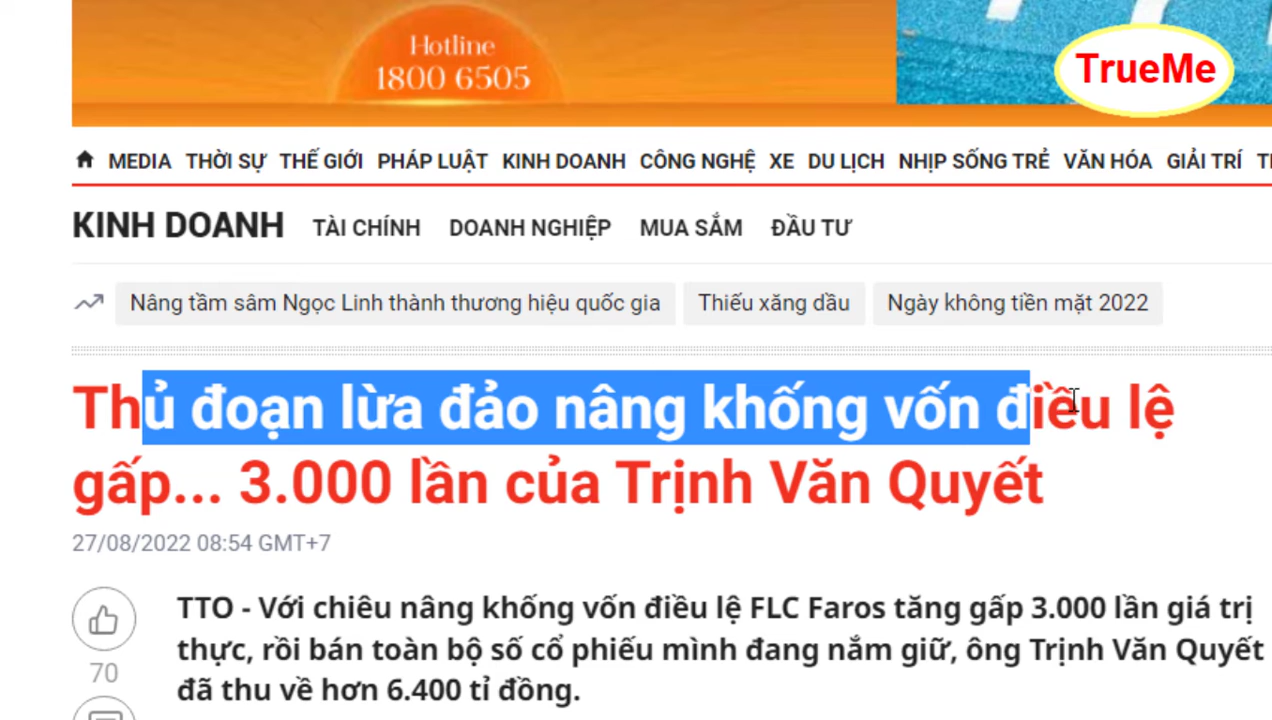 Hotline
1800 6505
TrueMe
MEDIA THỜI SỰ THẾ GIỚI PHÁP LUẬT KINH DOANH CÔNG NGHỆ XE DU LỊCH NHỊP SỐNG TRẺ VĂN HÓA GIẢI TRÍ
KINH DOANH TÀI CHÍNH DOANH NGHIỆP MUA SẮM ĐẦU TƯ
Nâng tầm sâm Ngọc Linh thành thương hiệu quốc gia Thiếu xăng dầu Ngày không tiền mặt 2022
Thủ đoạn lừa đảo nâng khống vốn điều lệ
gấp... 3.000 lần của Trịnh Văn Quyết
27/08/2022 08:54 GMT+7
TTO - Với chiêu nâng khống vốn điều lệ FLC Faros tăng gấp 3.000 lần giá trị
thực, rồi bán toàn bộ số cổ phiếu mình đang nắm giữ, ông Trịnh Văn Quyết
70
đã thu về hơn 6.400 tỉ đồng.